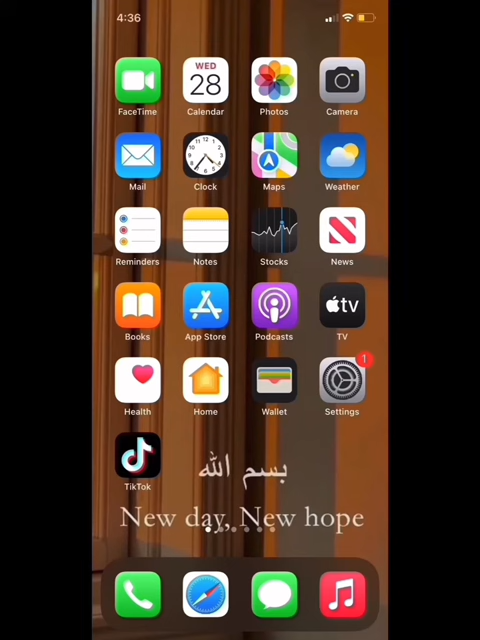 4:36
WED
28
FaceTime
Calendar
Photos
Camera
Mail
Clock
Maps
Weather
Reminders
Notes
Stocks
News
Books
App Store
Podcasts
tv
TV
1
Health
Home
Wallet
Settings
TikTok
بسم الله
New day, New hope